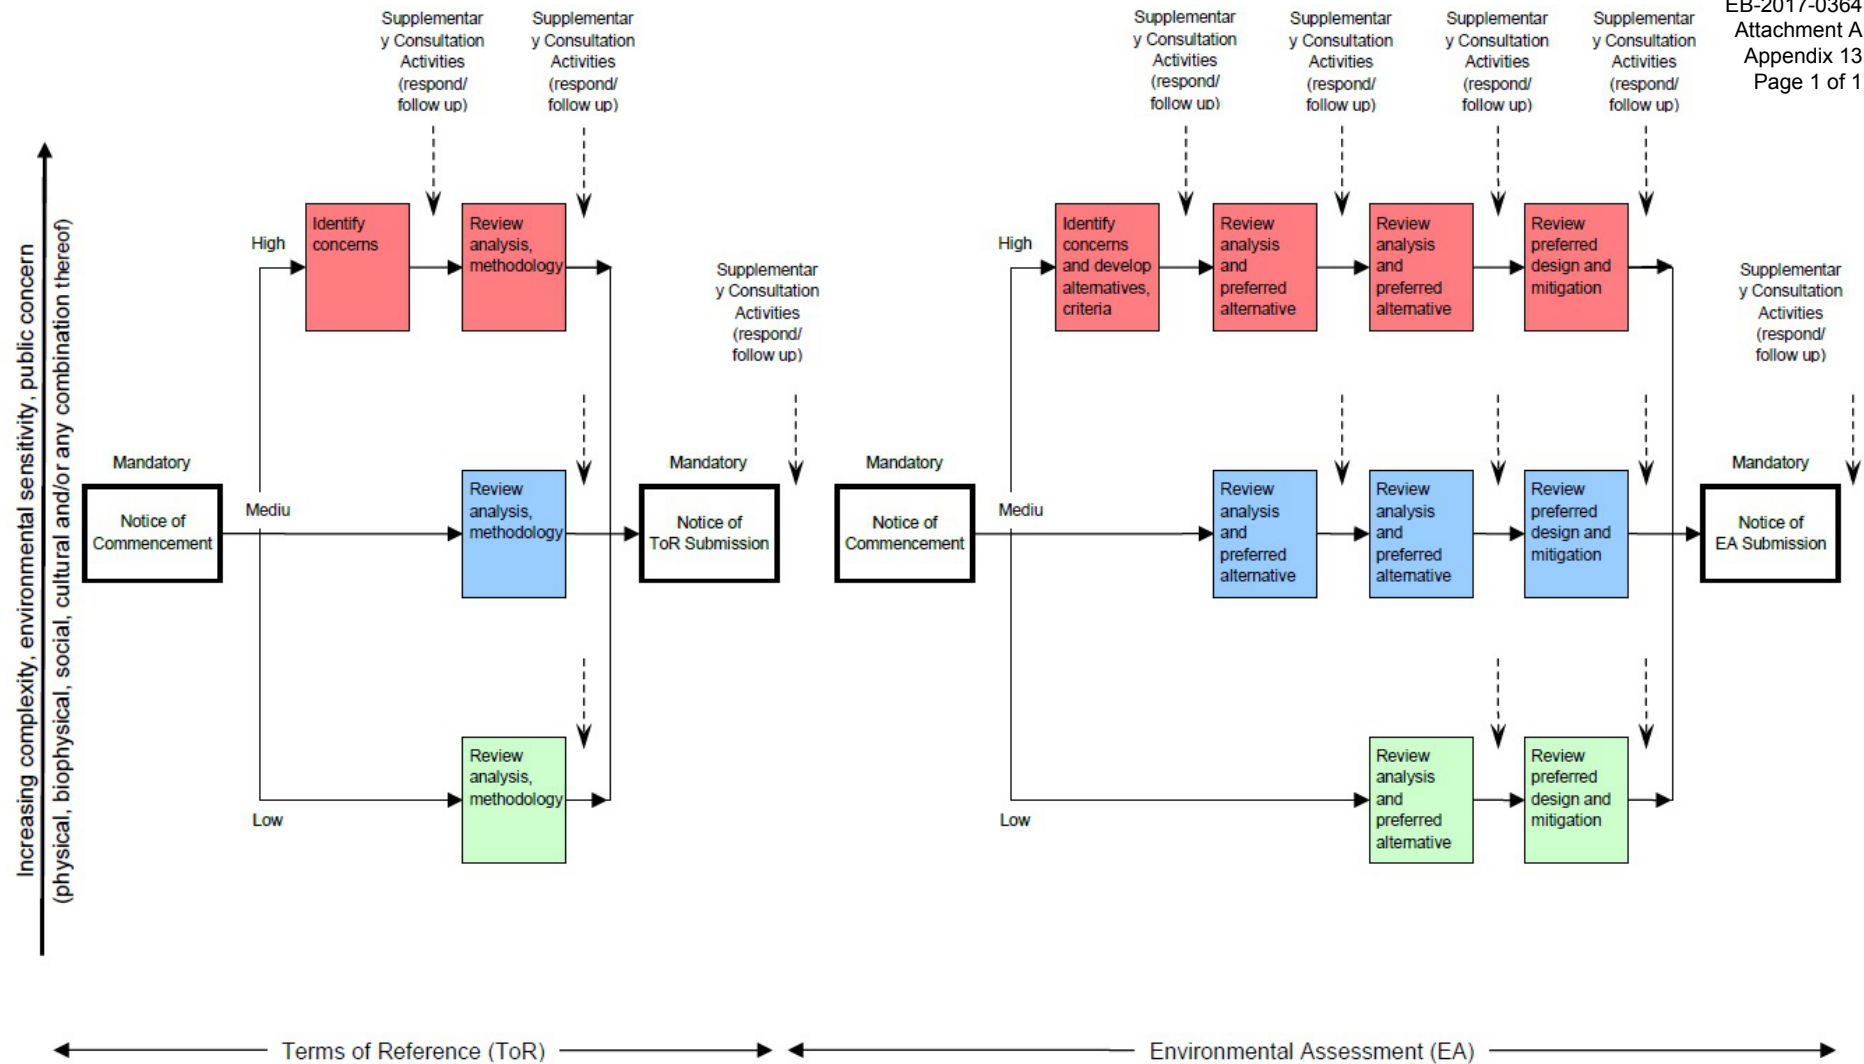 EB-2017-0364
Attachment A
Appendix 13
Page 1 of 1
Supplementar
y Consultation
Activities
(respond/
follow up)
Supplementar
y Consultation
Activities
(respond/
follow up)
Supplementar
y Consultation
Activities
(respond/
follow up)
Supplementar
y Consultation
Activities
(respond/
follow up)
Supplementar
y Consultation
Activities
(respond/
follow up)
Supplementar
y Consultation
Activities
(respond/
follow up)
Increasing complexity, environmental sensitivity, public concern
(physical, biophysical, social, cultural and/or any combination thereof)
High
Identify
concerns
Review
analysis,
methodology
Supplementar
y Consultation
Activities
(respond/
follow up)
High
Identify
concerns
and develop
alternatives,
criteria
Review
analysis
and
preferred
alternative
Review
analysis
and
preferred
alternative
Review
preferred
design and
mitigation
Supplementar
y Consultation
Activities
(respond/
follow up)
Mandatory
Notice of
Commencement
Mediu
Review
analysis,
methodology
Mandatory
Notice of
ToR Submission
Mandatory
Notice of
Commencement
Mediu
Review
analysis
and
preferred
alternative
Review
analysis
and
preferred
alternative
Review
preferred
design and
mitigation
Mandatory
Notice of
EA Submission
Low
Review
analysis,
methodology
Low
Review
analysis
and
preferred
alternative
Review
preferred
design and
mitigation
Terms of Reference (ToR)
Environmental Assessment (EA)